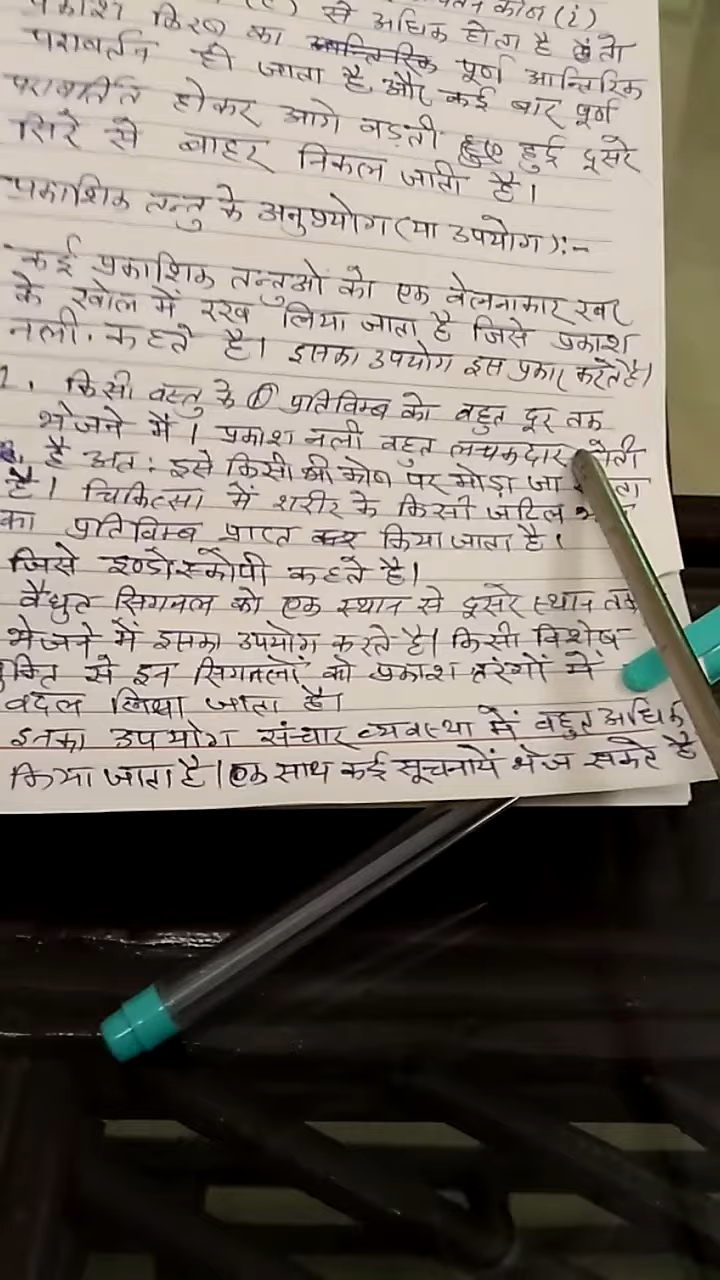 से अधिक होता है तो
प्रकाश किरण का पूर्ण आन्तिरिक
परावर्तन हो जाता है, और कई बार पूर्ण
परावर्तित होकर आगे बड़ती हुई दूसरे
सिरे से बाहर निकल जाती है।
प्रकाशिक तन्तु के अनुप्रयोग (या उपयोग):-
कई प्रकाशिक तन्तुओं को एक बेलनाकार रबर
के खोल में रख लिया जाता है जिसे प्रकाश
नली. कहते है। इसका उपयोग इस प्रकार करते है।
1. किसी वस्तु के प्रतिविम्ब को बहुत दूर तक
भेजने मै। प्रकाश नली बहुत लचकदार होती
है अत: इसे किसी भी कोण पर मोड़ा जा
है। चिकित्सा में शरीर के किसी जटिल
का प्रतिविम्ब प्राप्त कर किया जाता है।
जिसे इण्डोस्कोपी कहते है।
वैधुत सिगनल को एक स्थान से दूसरे स्थान तक
भेजने में इसका उपयोग करते है। किसी विशेष
युक्ति से इन सिगनलों को प्रकाश तरंगों में
बदल लिया जाता है।
इनका उपयोग संचार व्यवस्था में बहुत अधिक
किया जाता है। एक साथ कई सूचनायें भेज सकते है